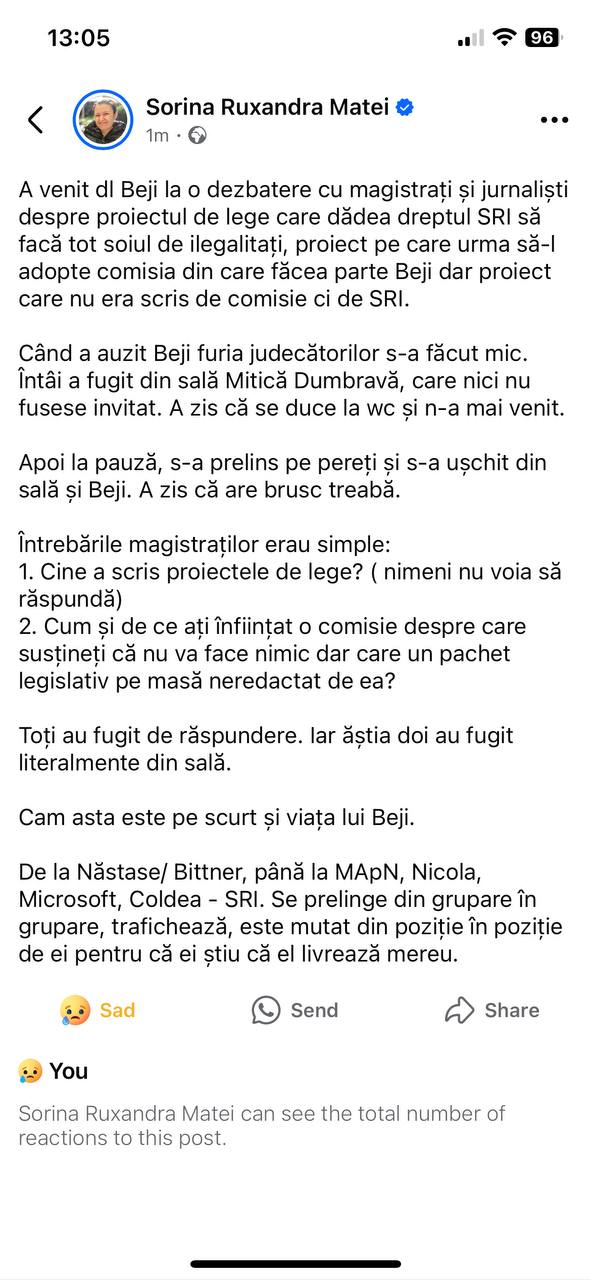 13:05
96
Sorina Ruxandra Matei
1m ·
A venit dl Beji la o dezbatere cu magistrați și jurnaliști
despre proiectul de lege care dădea dreptul SRI să
facă tot soiul de ilegalitați, proiect pe care urma să-l
adopte comisia din care făcea parte Beji dar proiect
care nu era scris de comisie ci de SRI.
Când a auzit Beji furia judecătorilor s-a făcut mic.
Întâi a fugit din sală Mitică Dumbravă, care nici nu
fusese invitat. A zis că se duce la wc și n-a mai venit.
Apoi la pauză, s-a prelins pe pereți și s-a ușchit din
sală și Beji. A zis că are brusc treabă.
Întrebările magistraților erau simple:
1. Cine a scris proiectele de lege? ( nimeni nu voia să
răspundă)
2. Cum și de ce ați înființat o comisie despre care
susțineți că nu va face nimic dar care un pachet
legislativ pe masă neredactat de ea?
Toți au fugit de răspundere. Iar ăștia doi au fugit
literalmente din sală.
Cam asta este pe scurt și viața lui Beji.
De la Năstase/ Bittner, până la MApN, Nicola,
Microsoft, Coldea - SRI. Se prelinge din grupare în
grupare, trafichează, este mutat din poziție în poziție
de ei pentru că ei știu că el livrează mereu.
Sad Send Share
You
Sorina Ruxandra Matei can see the total number of
reactions to this post.